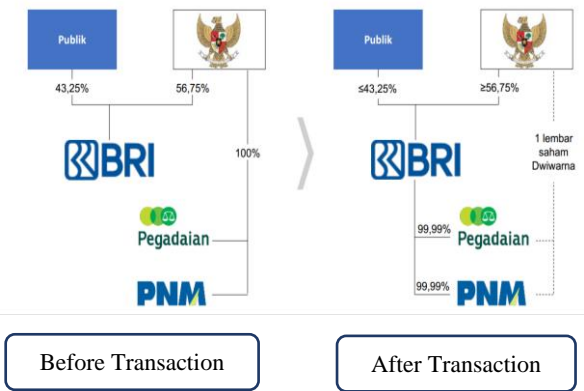 Publik
43,25%
56,75%
BRI
100%
Pegadaian
PNM
Before Transaction
Publik
≤43,25%
≥56,75%
BRI
1 lembar
saham
Dwiwarna
99,99%
Pegadaian
99,99%
PNM
After Transaction